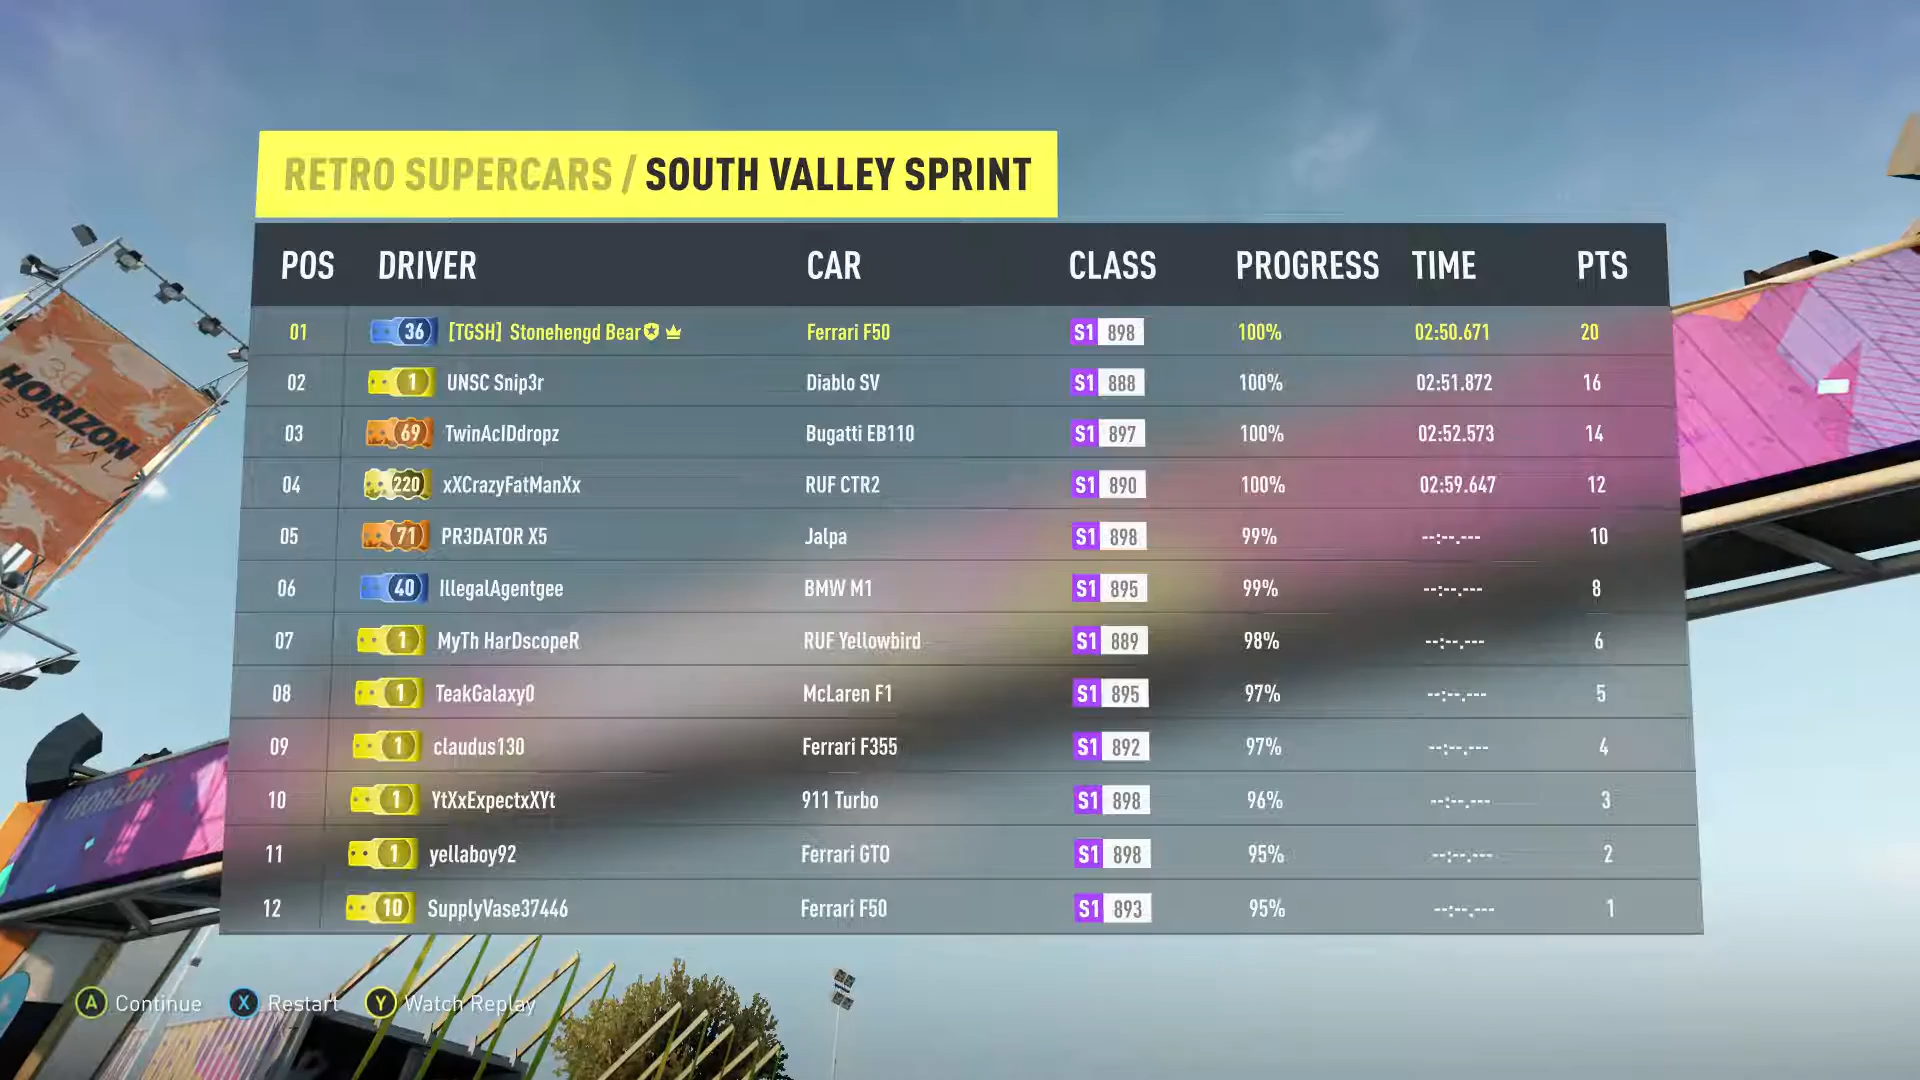 RETRO SUPERCARS / SOUTH VALLEY SPRINT
POS DRIVER CAR CLASS PROGRESS TIME PTS
01 36 [TGSH] Stonehengd Bear Ferrari F50 S1 898 100% 02:50.671 20
02 1 UNSC Snip3r Diablo SV S1 888 100% 02:51.872 16
03 69 TwinAcIDdropz Bugatti EB110 S1 897 100% 02:52.573 14
04 220 xXCrazyFatManXx RUF CTR2 S1 890 100% 02:59.647 12
05 71 PR3DATOR X5 Jalpa S1 898 99% --:--.--- 10
06 40 IllegalAgentgee BMW M1 S1 895 99% --:--.--- 8
07 1 MyTh HarDscopeR RUF Yellowbird S1 889 98% --:--.--- 6
08 1 TeakGalaxy0 McLaren F1 S1 895 97% --:--.--- 5
09 1 claudus130 Ferrari F355 S1 892 97% --:--.--- 4
10 1 YtXxExpectxXYt 911 Turbo S1 898 96% --:--.--- 3
11 1 yellaboy92 Ferrari GTO S1 898 95% --:--.--- 2
12 10 SupplyVase37446 Ferrari F50 S1 893 95% --:--.--- 1
HORIZON
FESTIVAL
HORIZON
A Continue X Restart Y Watch Replay